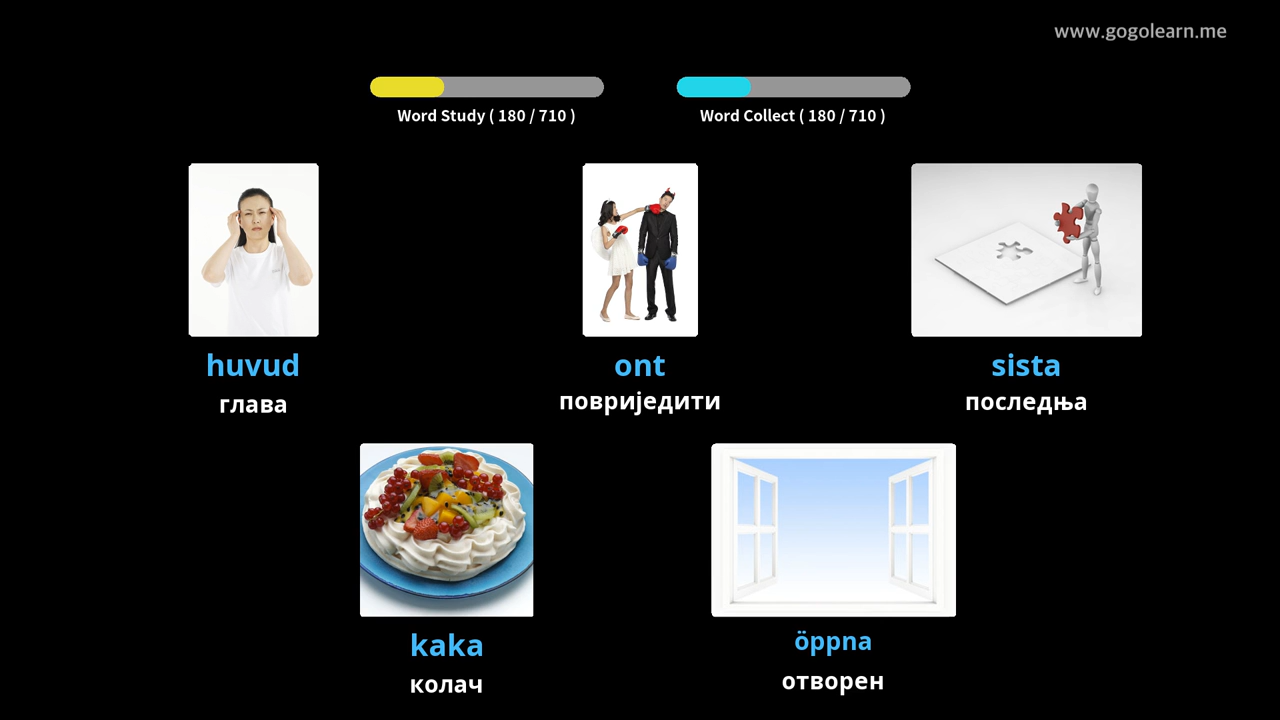 www.gogolearn.me
Word Study ( 180 / 710 )
Word Collect ( 180 / 710 )
huvud
ont
sista
глава
повриједити
последња
kaka
öppna
колач
отворен